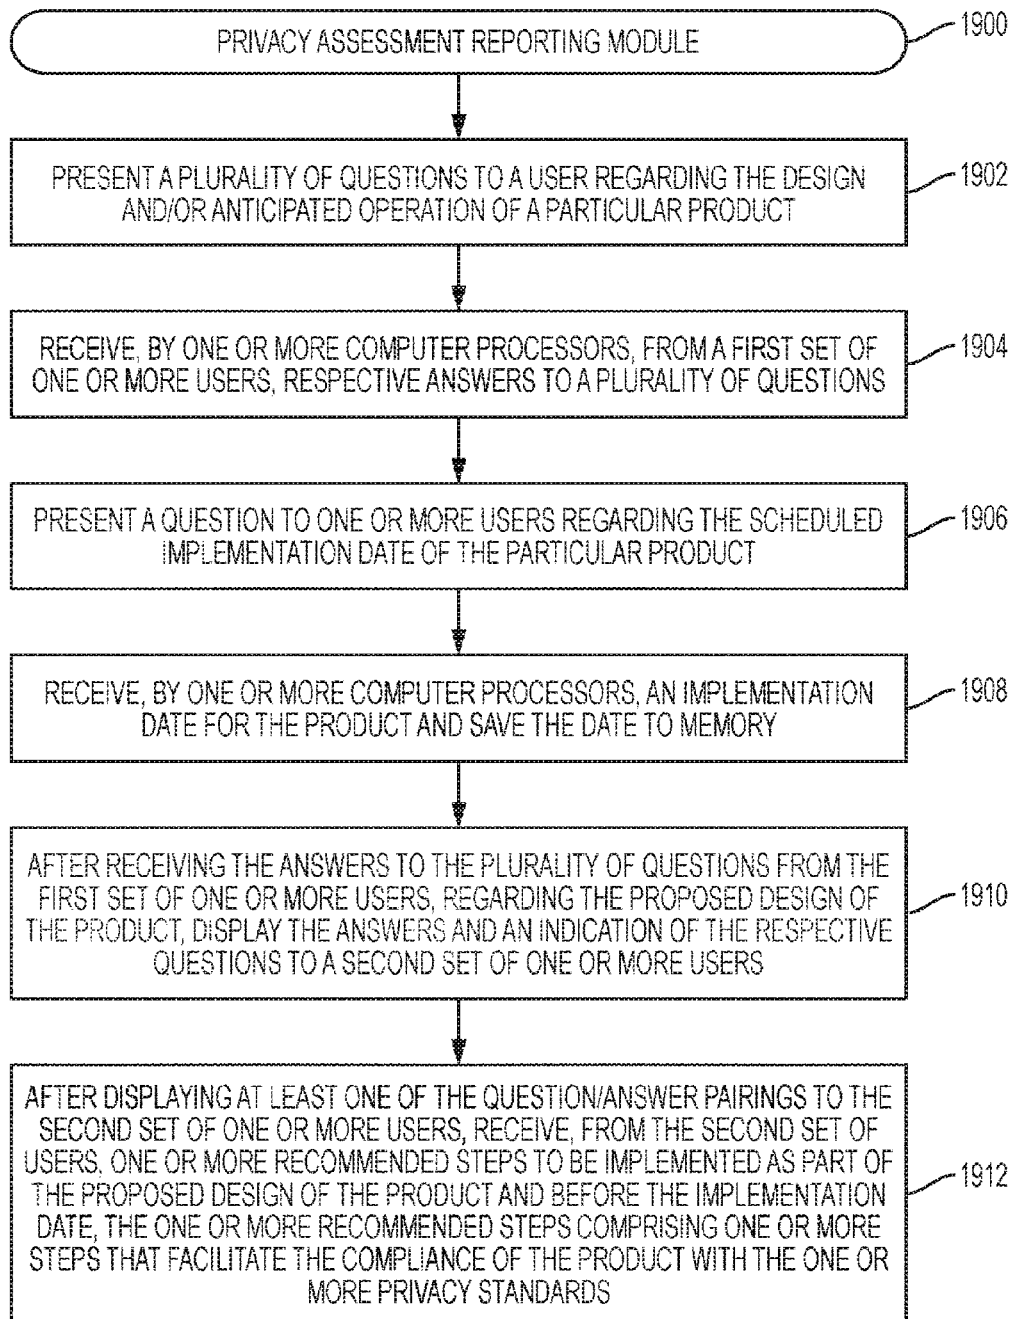 PRIVACY ASSESSMENT REPORTING MODULE
1900
PRESENT A PLURALITY OF QUESTIONS TO A USER REGARDING THE DESIGN
AND/OR ANTICIPATED OPERATION OF A PARTICULAR PRODUCT
1902
RECEIVE, BY ONE OR MORE COMPUTER PROCESSORS, FROM A FIRST SET OF
ONE OR MORE USERS, RESPECTIVE ANSWERS TO A PLURALITY OF QUESTIONS
1904
PRESENT A QUESTION TO ONE OR MORE USERS REGARDING THE SCHEDULED
IMPLEMENTATION DATE OF THE PARTICULAR PRODUCT
1906
RECEIVE, BY ONE OR MORE COMPUTER PROCESSORS, AN IMPLEMENTATION
DATE FOR THE PRODUCT AND SAVE THE DATE TO MEMORY
1908
AFTER RECEIVING THE ANSWERS TO THE PLURALITY OF QUESTIONS FROM THE
FIRST SET OF ONE OR MORE USERS, REGARDING THE PROPOSED DESIGN OF
THE PRODUCT, DISPLAY THE ANSWERS AND AN INDICATION OF THE RESPECTIVE
QUESTIONS TO A SECOND SET OF ONE OR MORE USERS
1910
AFTER DISPLAYING AT LEAST ONE OF THE QUESTION/ANSWER PAIRINGS TO THE
SECOND SET OF ONE OR MORE USERS, RECEIVE, FROM THE SECOND SET OF
USERS, ONE OR MORE RECOMMENDED STEPS TO BE IMPLEMENTED AS PART OF
THE PROPOSED DESIGN OF THE PRODUCT AND BEFORE THE IMPLEMENTATION
DATE, THE ONE OR MORE RECOMMENDED STEPS COMPRISING ONE OR MORE
STEPS THAT FACILITATE THE COMPLIANCE OF THE PRODUCT WITH THE ONE OR
MORE PRIVACY STANDARDS
1912